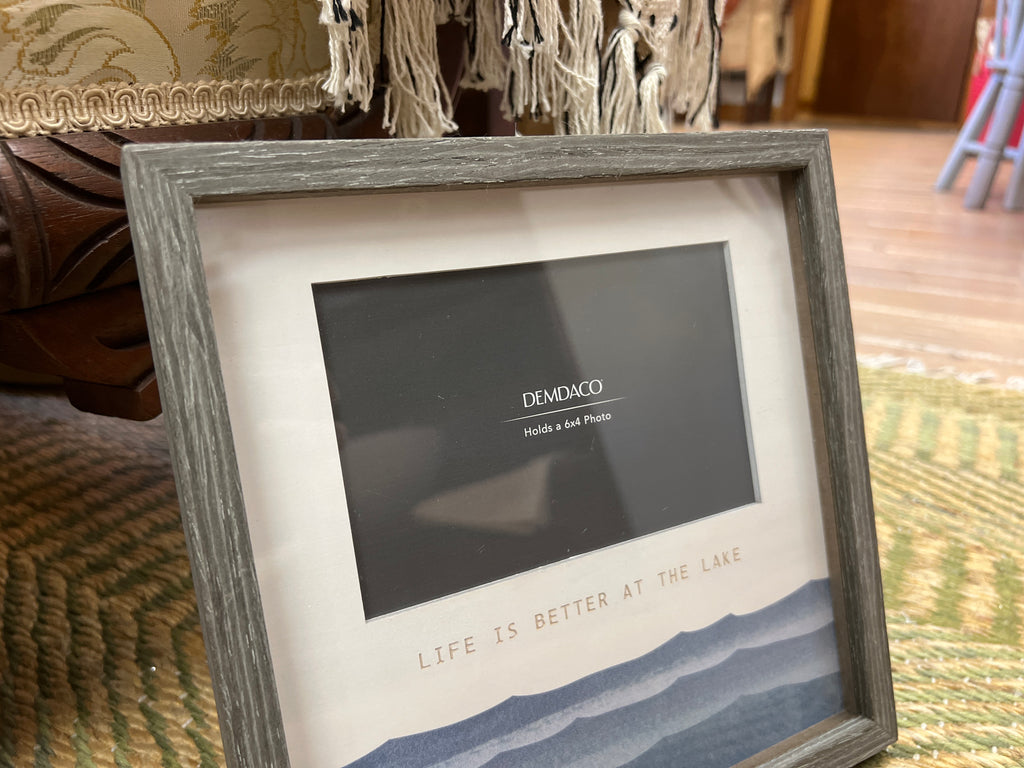 DEMDACO®
Holds a 6x4 Photo
LIFE IS BETTER AT THE LAKE